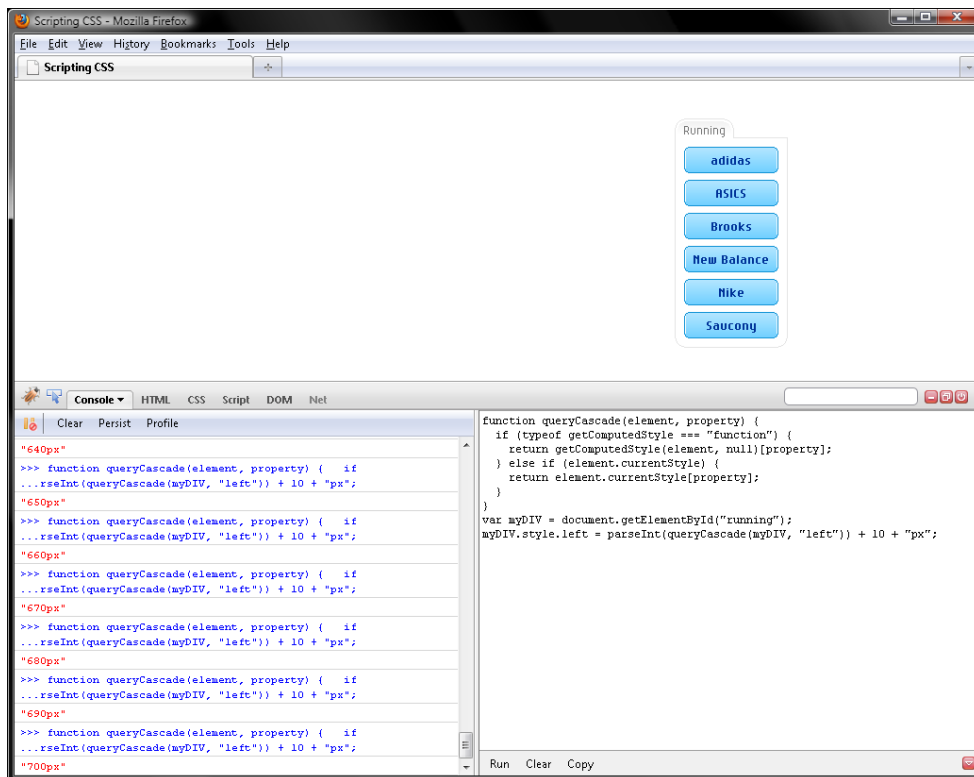 Scripting CSS - Mozilla Firefox
File Edit View History Bookmarks Tools Help
Scripting CSS
Running
adidas
ASICS
Brooks
New Balance
Nike
Saucony
Console HTML CSS Script DOM Net
Clear Persist Profile
"640px"
>>> function queryCascade(element, property) {   if
...rseInt(queryCascade(myDIV, "left")) + 10 + "px";
"650px"
>>> function queryCascade(element, property) {   if
...rseInt(queryCascade(myDIV, "left")) + 10 + "px";
"660px"
>>> function queryCascade(element, property) {   if
...rseInt(queryCascade(myDIV, "left")) + 10 + "px";
"670px"
>>> function queryCascade(element, property) {   if
...rseInt(queryCascade(myDIV, "left")) + 10 + "px";
"680px"
>>> function queryCascade(element, property) {   if
...rseInt(queryCascade(myDIV, "left")) + 10 + "px";
"690px"
>>> function queryCascade(element, property) {   if
...rseInt(queryCascade(myDIV, "left")) + 10 + "px";
"700px"
function queryCascade(element, property) {
  if (typeof getComputedStyle === "function") {
    return getComputedStyle(element, null)[property];
  } else if (element.currentStyle) {
    return element.currentStyle[property];
  }
}
var myDIV = document.getElementById("running");
myDIV.style.left = parseInt(queryCascade(myDIV, "left")) + 10 + "px";
Run Clear Copy